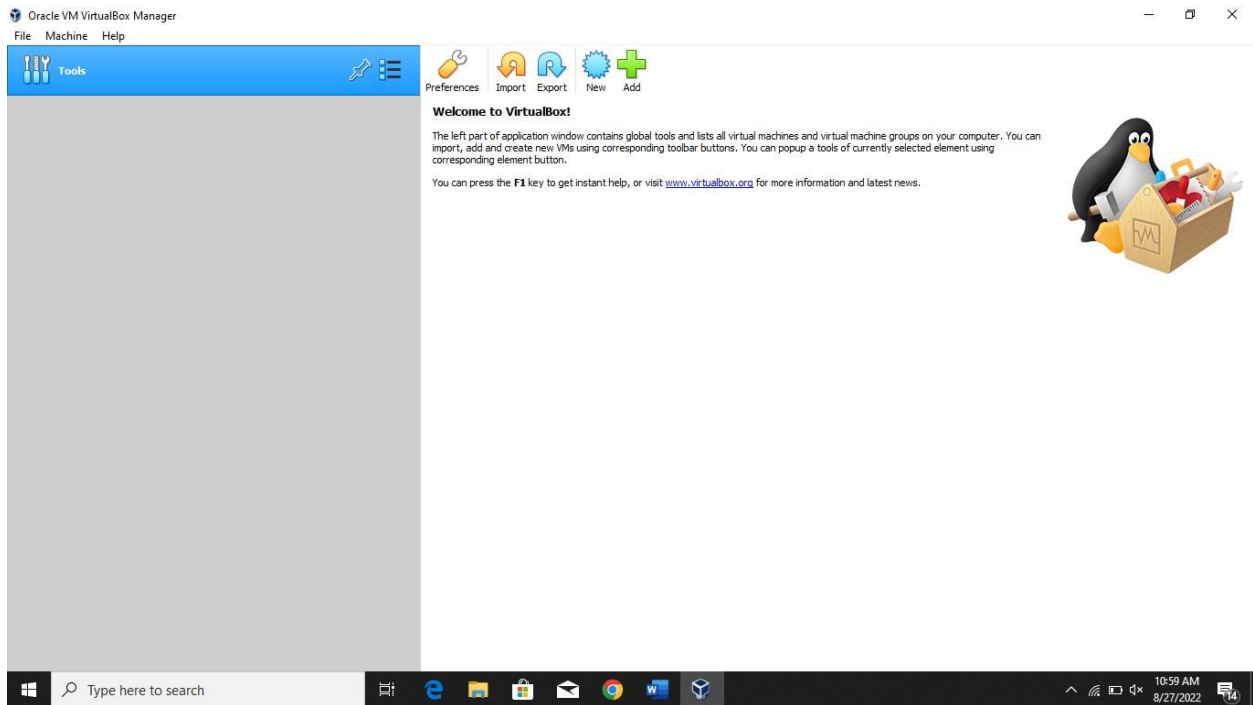 Oracle VM VirtualBox Manager
File Machine Help
Tools
Preferences Import Export New Add
Welcome to VirtualBox!
The left part of application window contains global tools and lists all virtual machines and virtual machine groups on your computer. You can
import, add and create new VMs using corresponding toolbar buttons. You can popup a tools of currently selected element using
corresponding element button.
You can press the F1 key to get instant help, or visit www.virtualbox.org for more information and latest news.
Type here to search
10:59 AM
8/27/2022
14